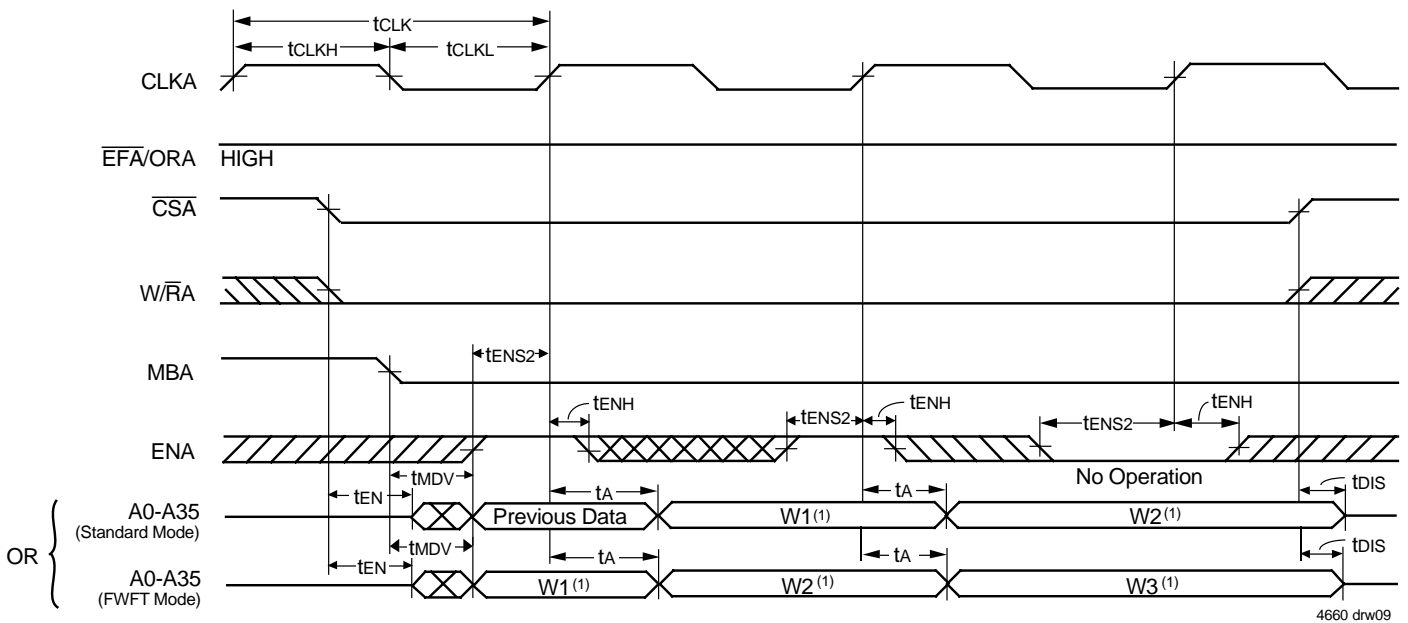 tCLK
tCLKH
tCLKL
CLKA
EFA/ORA HIGH
CSA
W/RA
MBA
tENS2
tENH
tENS2
tENH
tENS2
tENH
ENA
No Operation
tMDV
tEN
tA
tA
tDIS
A0-A35
(Standard Mode)
Previous Data
W1(1)
W2(1)
OR
tMDV
tEN
tA
tA
tDIS
A0-A35
(FWFT Mode)
W1(1)
W2(1)
W3(1)
4660 drw09